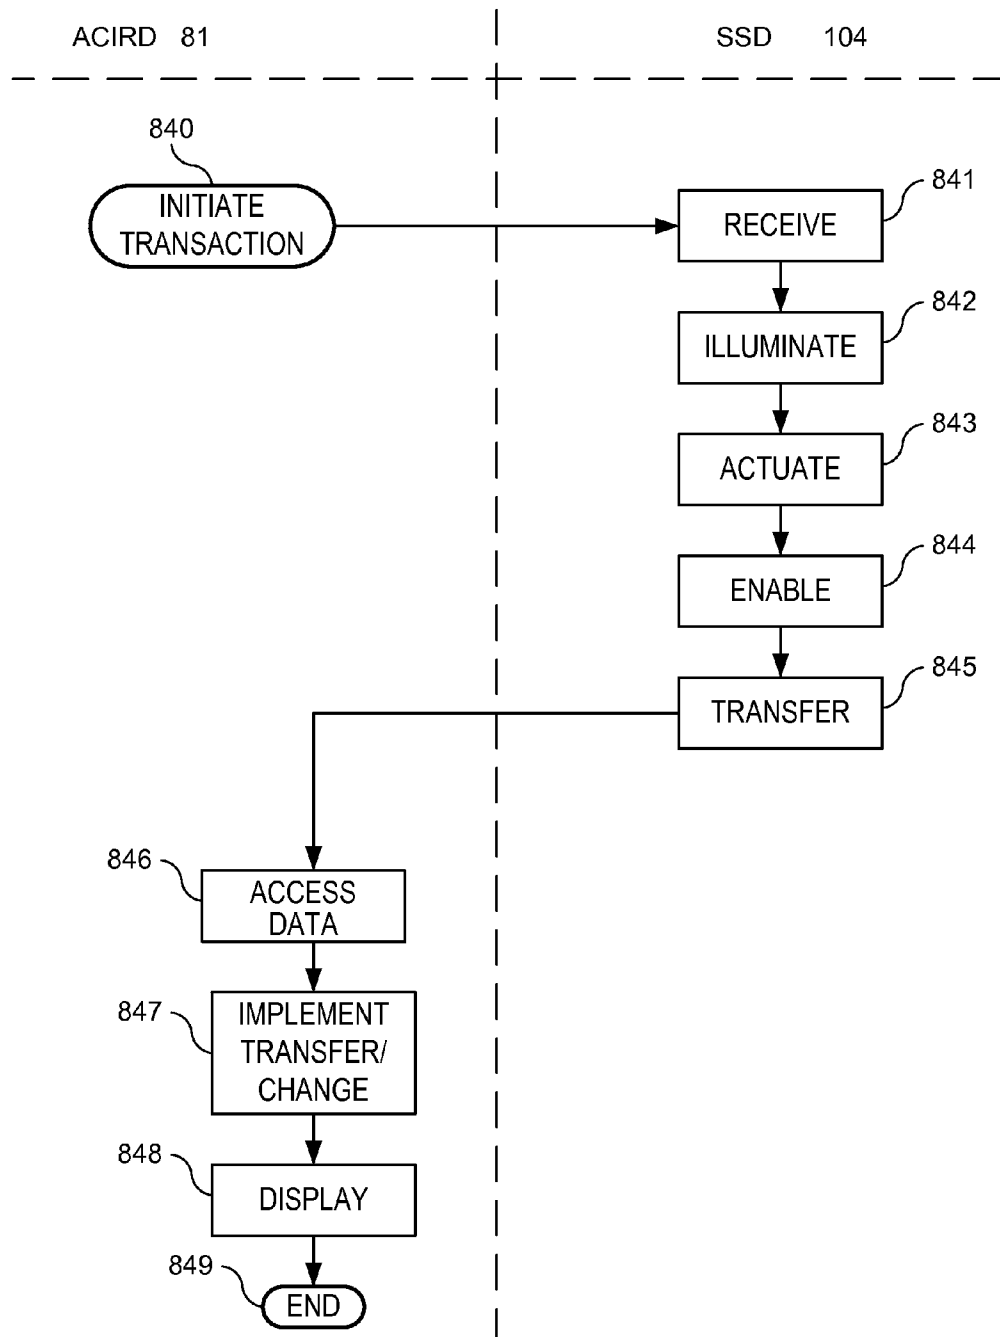 ACIRD 81
SSD 104
840
INITIATE
TRANSACTION
841
RECEIVE
842
ILLUMINATE
843
ACTUATE
844
ENABLE
845
TRANSFER
846
ACCESS
DATA
847
IMPLEMENT
TRANSFER/
CHANGE
848
DISPLAY
849
END